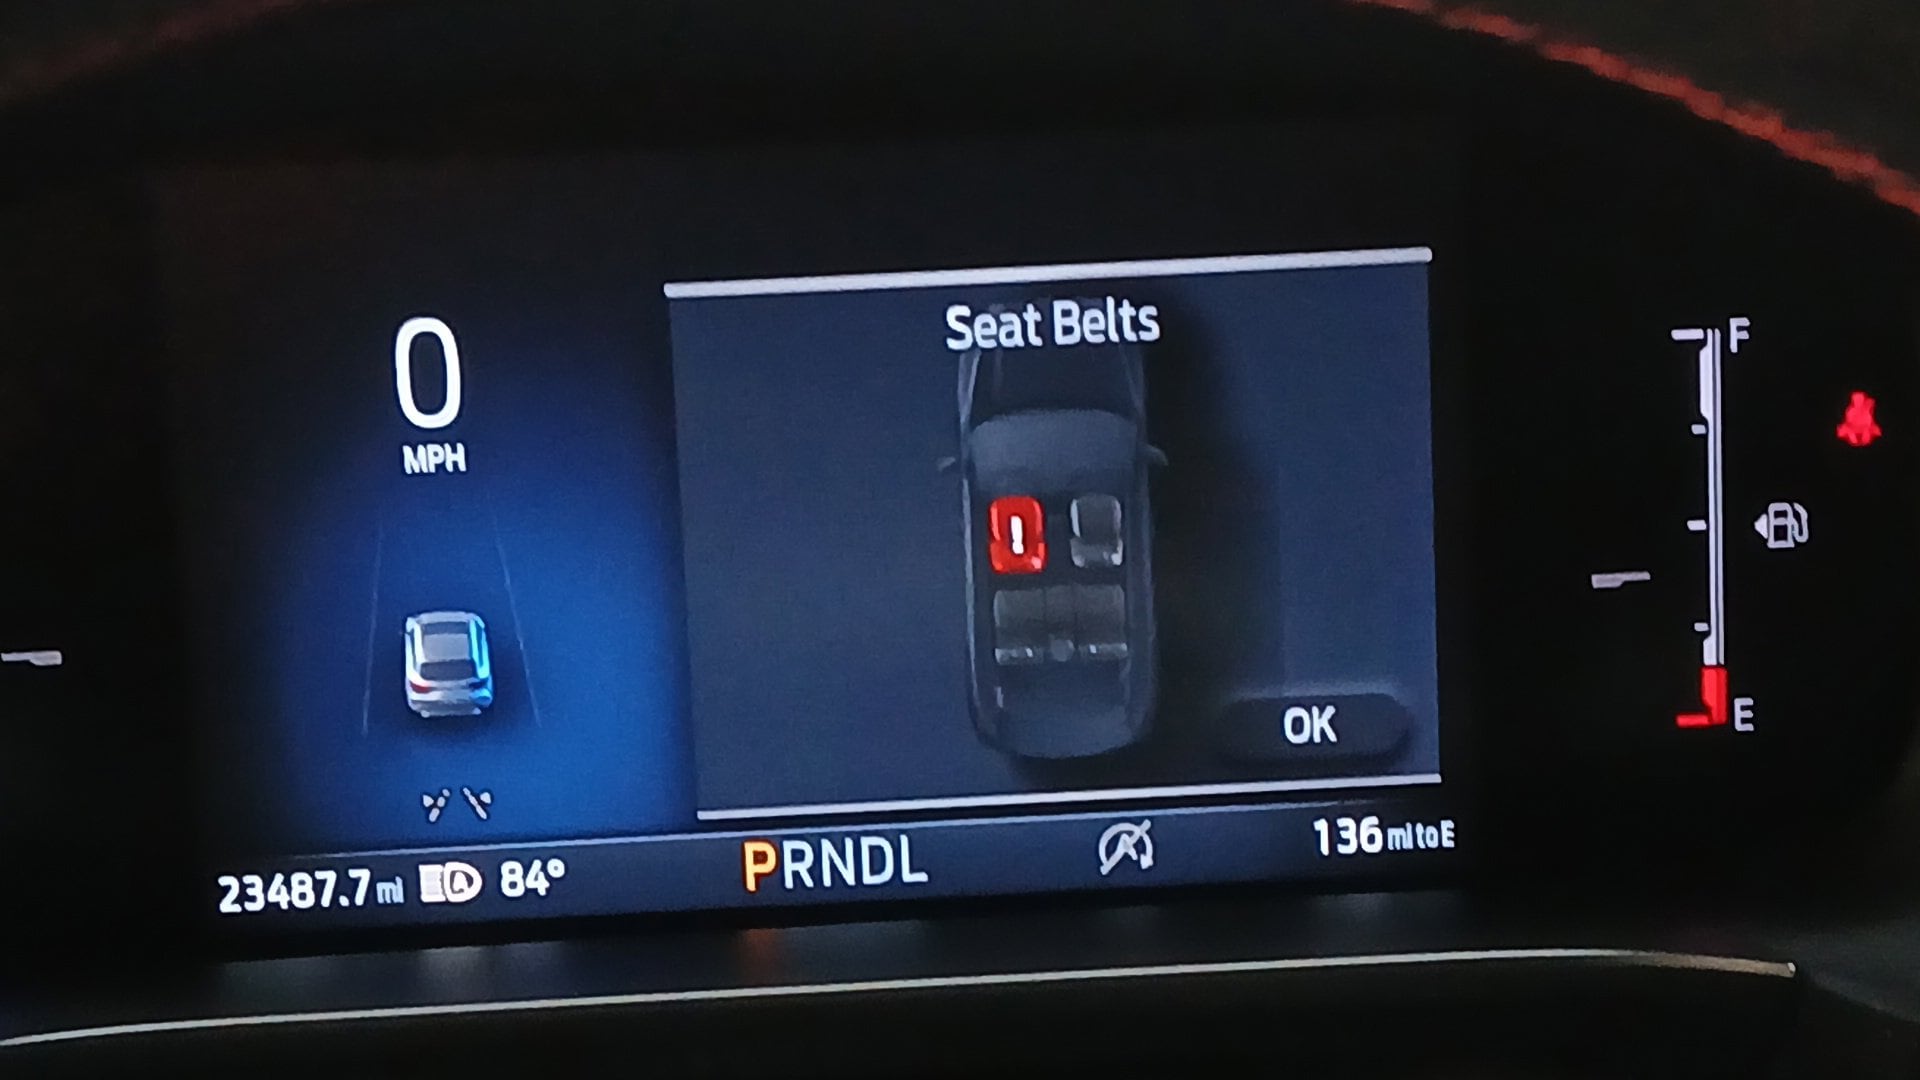 Seat Belts
0
MPH
!
F
E
OK
23487.7 mi
A
84°
PRNDL
A
136 mi to E